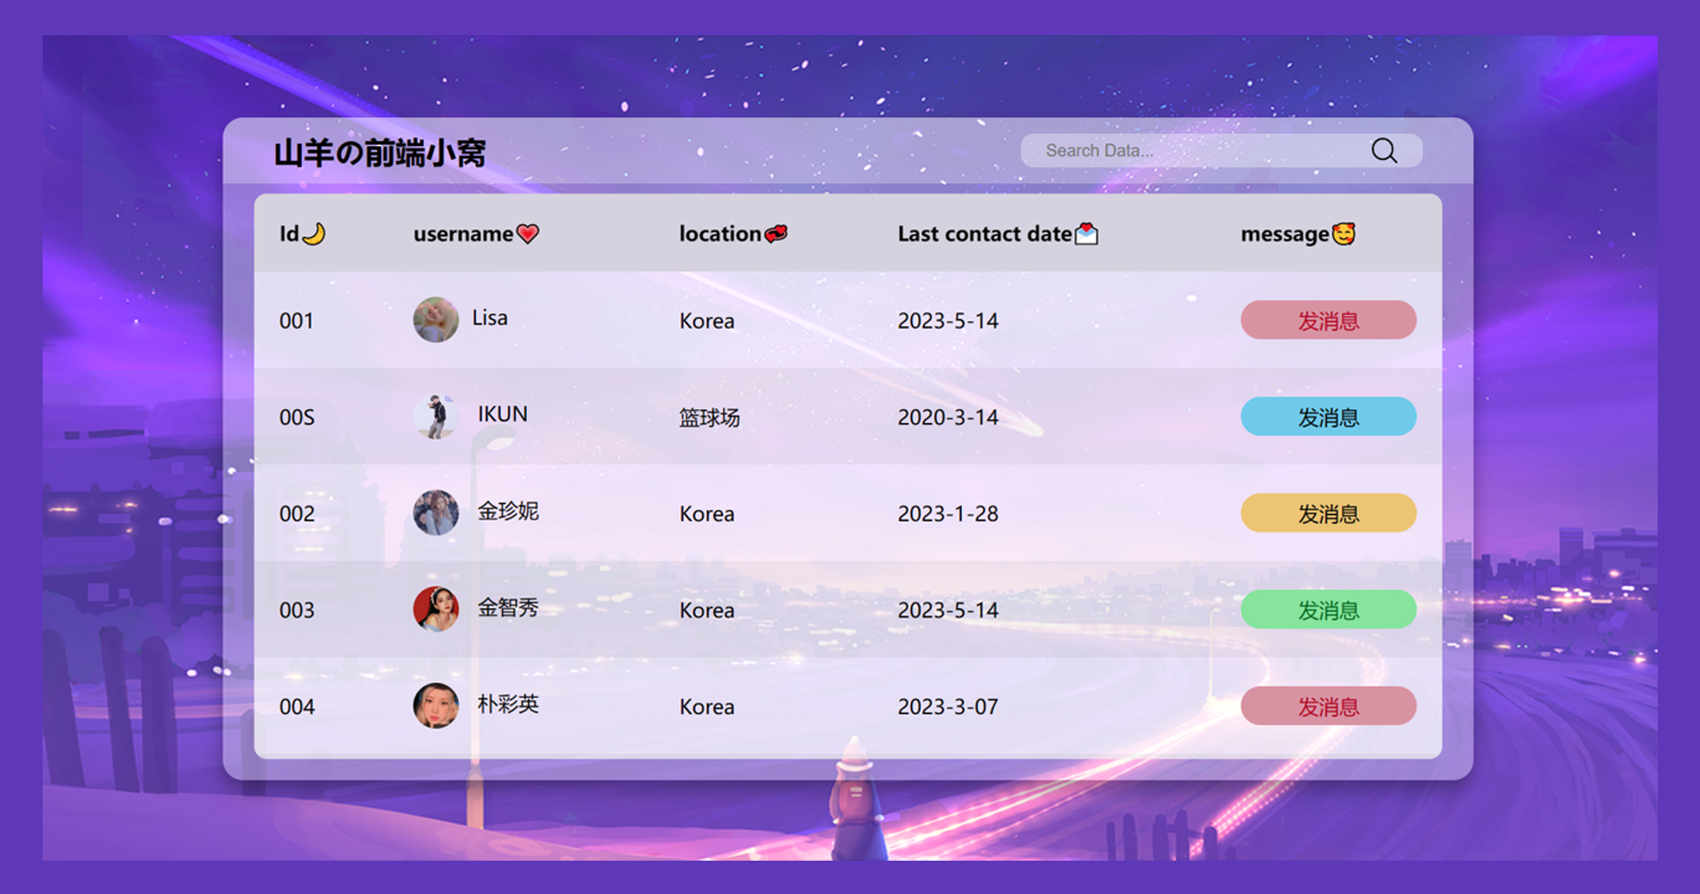 山羊の前端小窝
Search Data...
Id🌙 username💗 location💞 Last contact date💌 message🥰
001 Lisa Korea 2023-5-14 发消息
00S IKUN 篮球场 2020-3-14 发消息
002 金珍妮 Korea 2023-1-28 发消息
003 金智秀 Korea 2023-5-14 发消息
004 朴彩英 Korea 2023-3-07 发消息